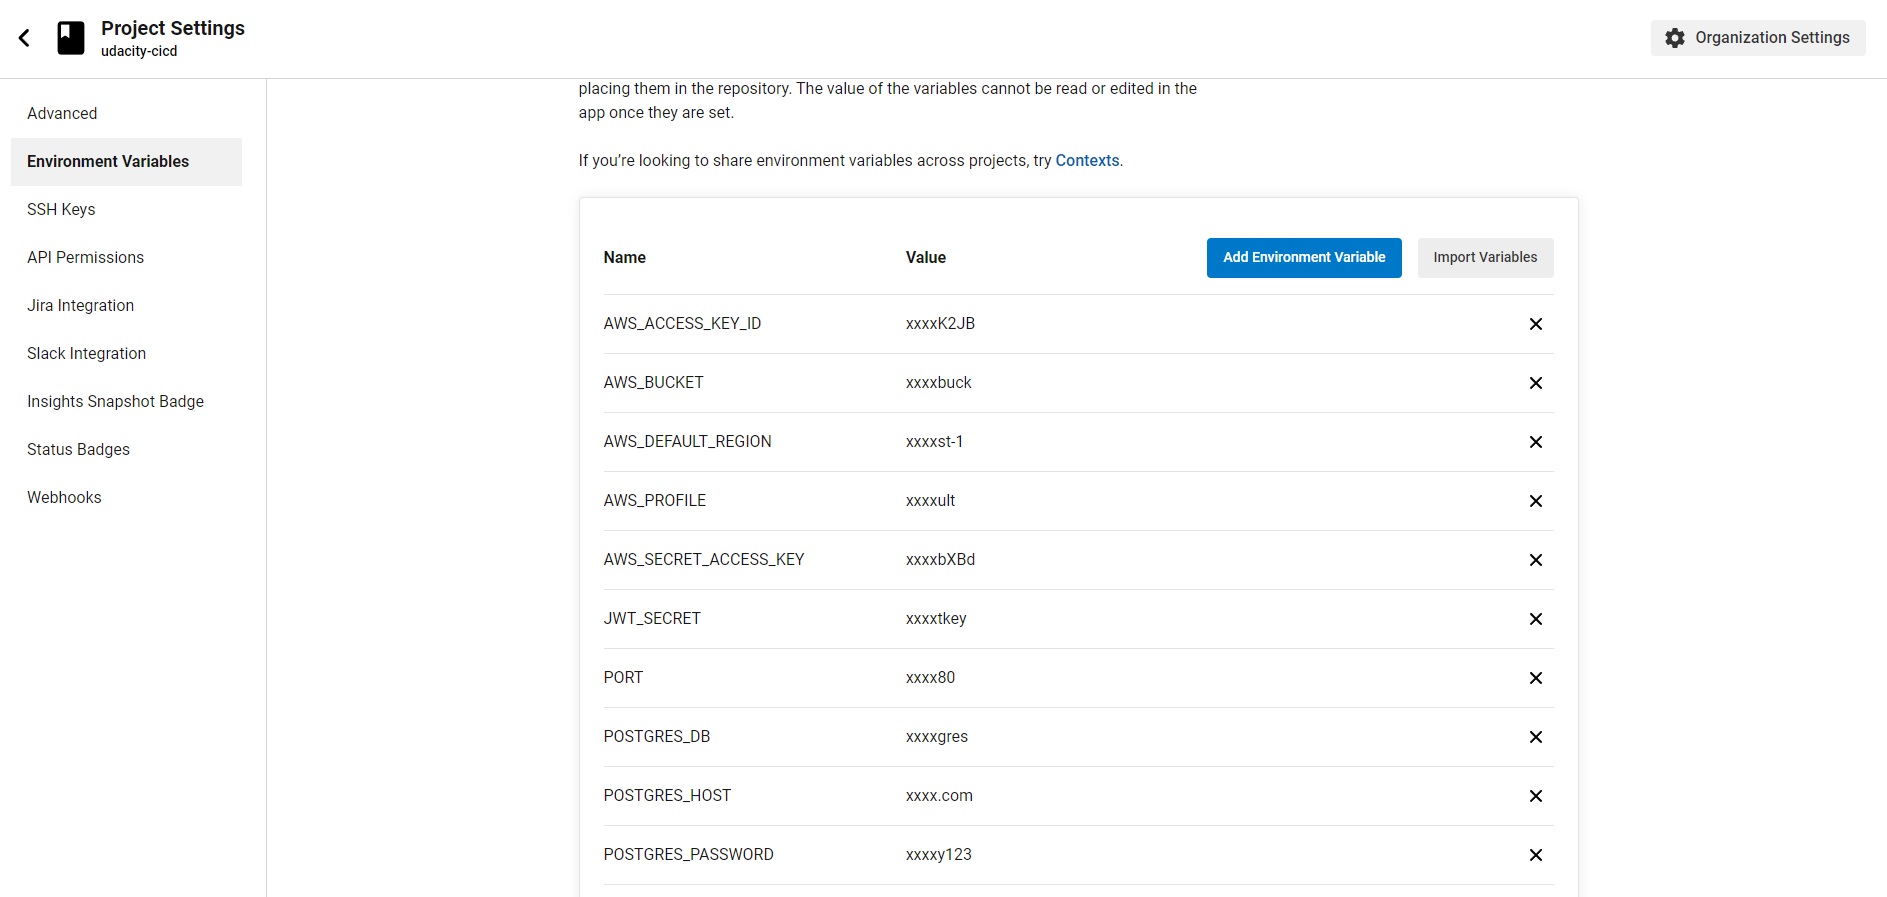 Project Settings
udacity-cicd
Organization Settings
Advanced
Environment Variables
SSH Keys
API Permissions
Jira Integration
Slack Integration
Insights Snapshot Badge
Status Badges
Webhooks
placing them in the repository. The value of the variables cannot be read or edited in the
app once they are set.
If you’re looking to share environment variables across projects, try Contexts.
Name Value Add Environment Variable Import Variables
AWS_ACCESS_KEY_ID xxxxK2JB
AWS_BUCKET xxxxbuck
AWS_DEFAULT_REGION xxxxst-1
AWS_PROFILE xxxxult
AWS_SECRET_ACCESS_KEY xxxxbXBd
JWT_SECRET xxxxtkey
PORT xxxx80
POSTGRES_DB xxxxgres
POSTGRES_HOST xxxx.com
POSTGRES_PASSWORD xxxxy123